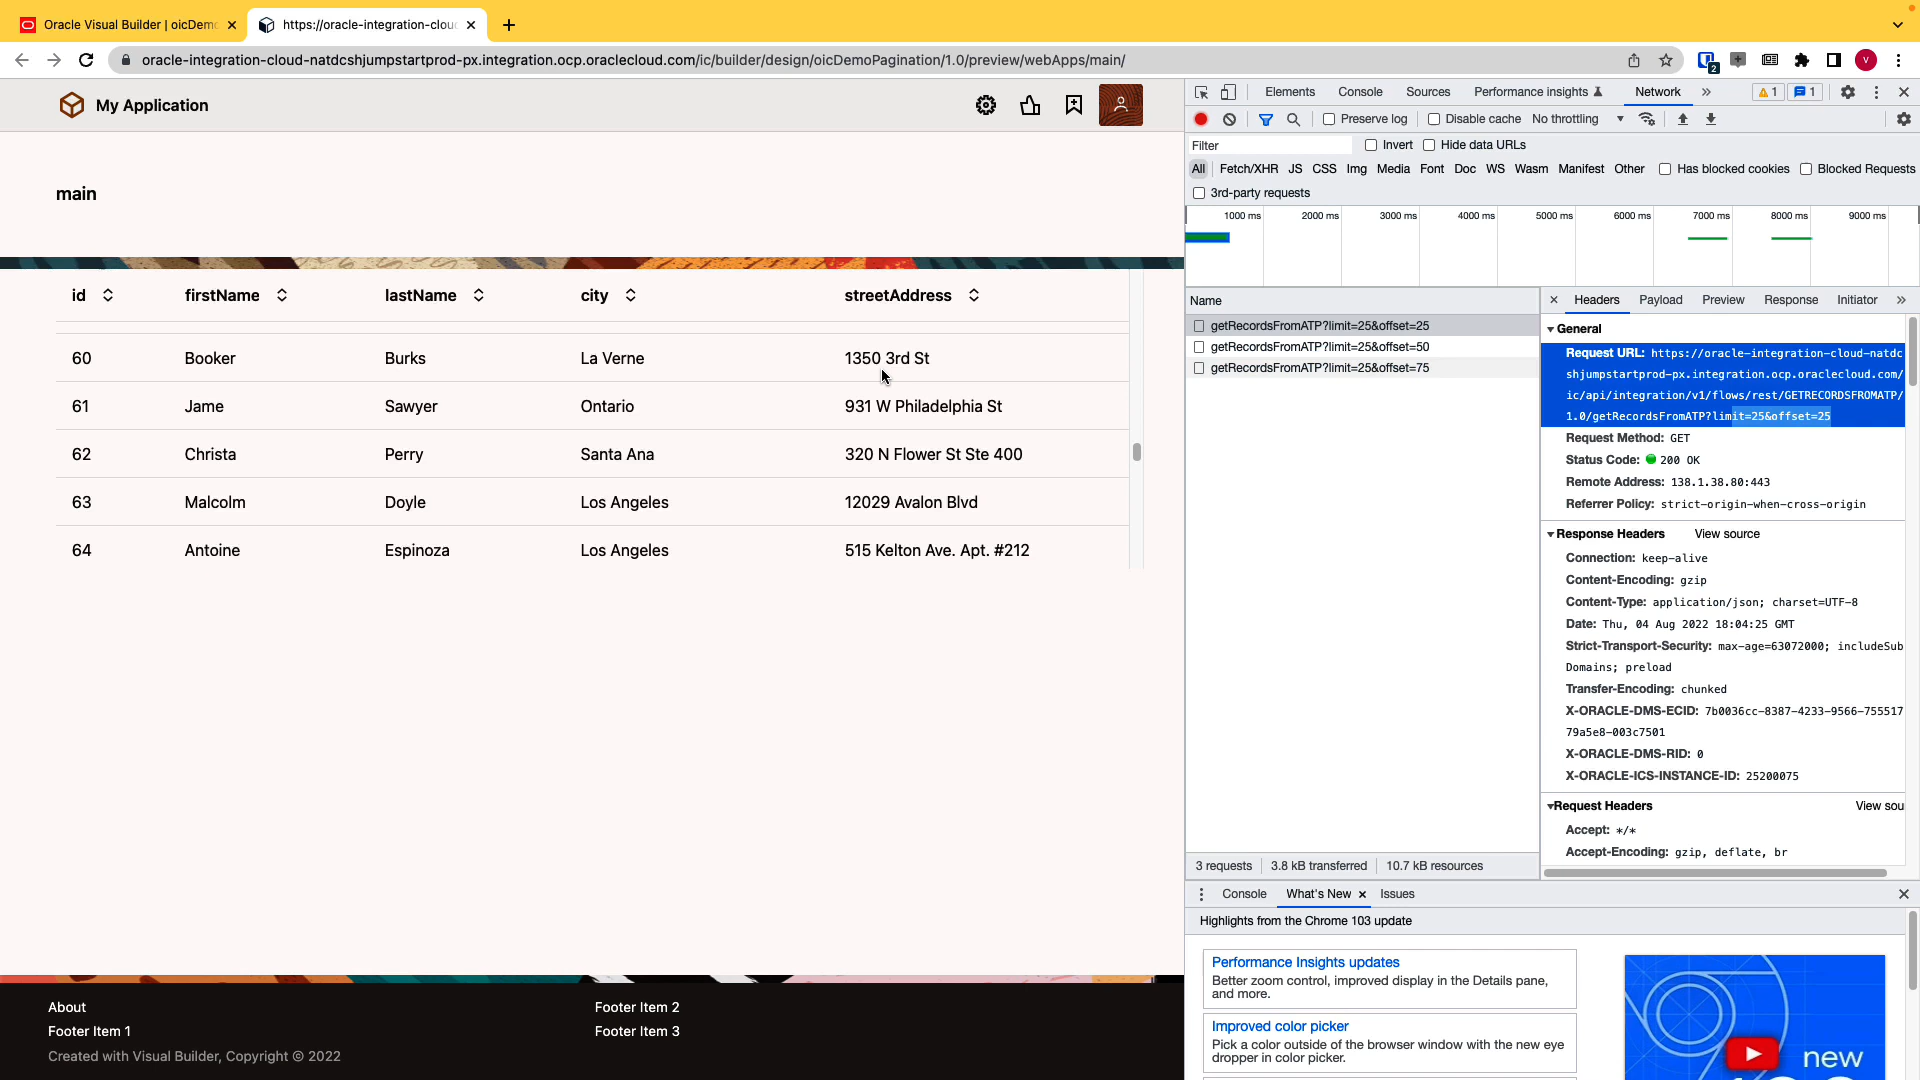 Oracle Visual Builder | oicDemo
https://oracle-integration-clou
oracle-integration-cloud-natdcshjumpstartprod-px.integration.ocp.oraclecloud.com/ic/builder/design/oicDemoPagination/1.0/preview/webApps/main/
2
V
My Application
main
id firstName lastName city streetAddress
60 Booker Burks La Verne 1350 3rd St
61 Jame Sawyer Ontario 931 W Philadelphia St
62 Christa Perry Santa Ana 320 N Flower St Ste 400
63 Malcolm Doyle Los Angeles 12029 Avalon Blvd
64 Antoine Espinoza Los Angeles 515 Kelton Ave. Apt. #212
About
Footer Item 1
Footer Item 2
Footer Item 3
Created with Visual Builder, Copyright © 2022
Elements Console Sources Performance insights Network » 1 1
Preserve log Disable cache No throttling
Filter Invert Hide data URLs
All Fetch/XHR JS CSS Img Media Font Doc WS Wasm Manifest Other Has blocked cookies Blocked Requests
3rd-party requests
1000 ms 2000 ms 3000 ms 4000 ms 5000 ms 6000 ms 7000 ms 8000 ms 9000 ms
Name
getRecordsFromATP?limit=25&offset=25
getRecordsFromATP?limit=25&offset=50
getRecordsFromATP?limit=25&offset=75
3 requests 3.8 kB transferred 10.7 kB resources
× Headers Payload Preview Response Initiator »
General
Request URL: https://oracle-integration-cloud-natdc
shjumpstartprod-px.integration.ocp.oraclecloud.com/
ic/api/integration/v1/flows/rest/GETRECORDSFROMATP/
1.0/getRecordsFromATP?limit=25&offset=25
Request Method: GET
Status Code: 200 OK
Remote Address: 138.1.38.80:443
Referrer Policy: strict-origin-when-cross-origin
Response Headers View source
Connection: keep-alive
Content-Encoding: gzip
Content-Type: application/json; charset=UTF-8
Date: Thu, 04 Aug 2022 18:04:25 GMT
Strict-Transport-Security: max-age=63072000; includeSub
Domains; preload
Transfer-Encoding: chunked
X-ORACLE-DMS-ECID: 7b0036cc-8387-4233-9566-755517
79a5e8-003c7501
X-ORACLE-DMS-RID: 0
X-ORACLE-ICS-INSTANCE-ID: 25200075
Request Headers View sou
Accept: */*
Accept-Encoding: gzip, deflate, br
Console What's New × Issues
Highlights from the Chrome 103 update
Performance Insights updates
Better zoom control, improved display in the Details pane,
and more.
Improved color picker
Pick a color outside of the browser window with the new eye
dropper in color picker.
new